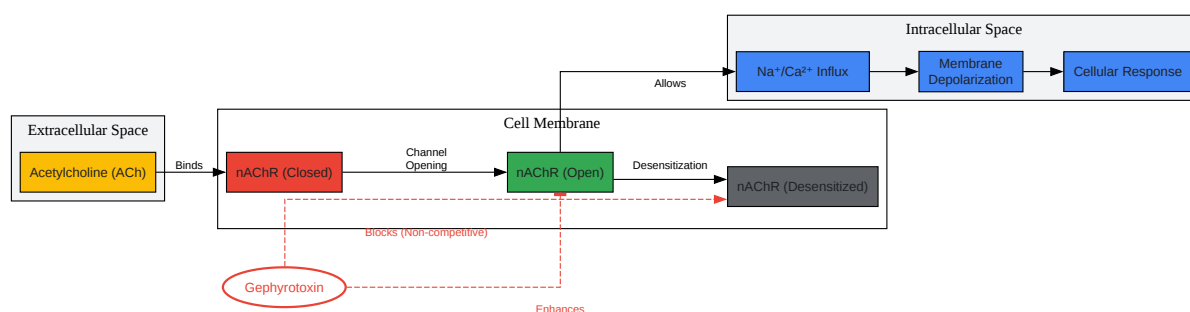 Intracellular Space
Na⁺/Ca²⁺ Influx
Membrane
Depolarization
Cellular Response
Allows
Extracellular Space
Acetylcholine (ACh)
Binds
Cell Membrane
nAChR (Closed)
Channel
Opening
nAChR (Open)
Desensitization
nAChR (Desensitized)
Blocks (Non-competitive)
Gephyrotoxin
Enhances